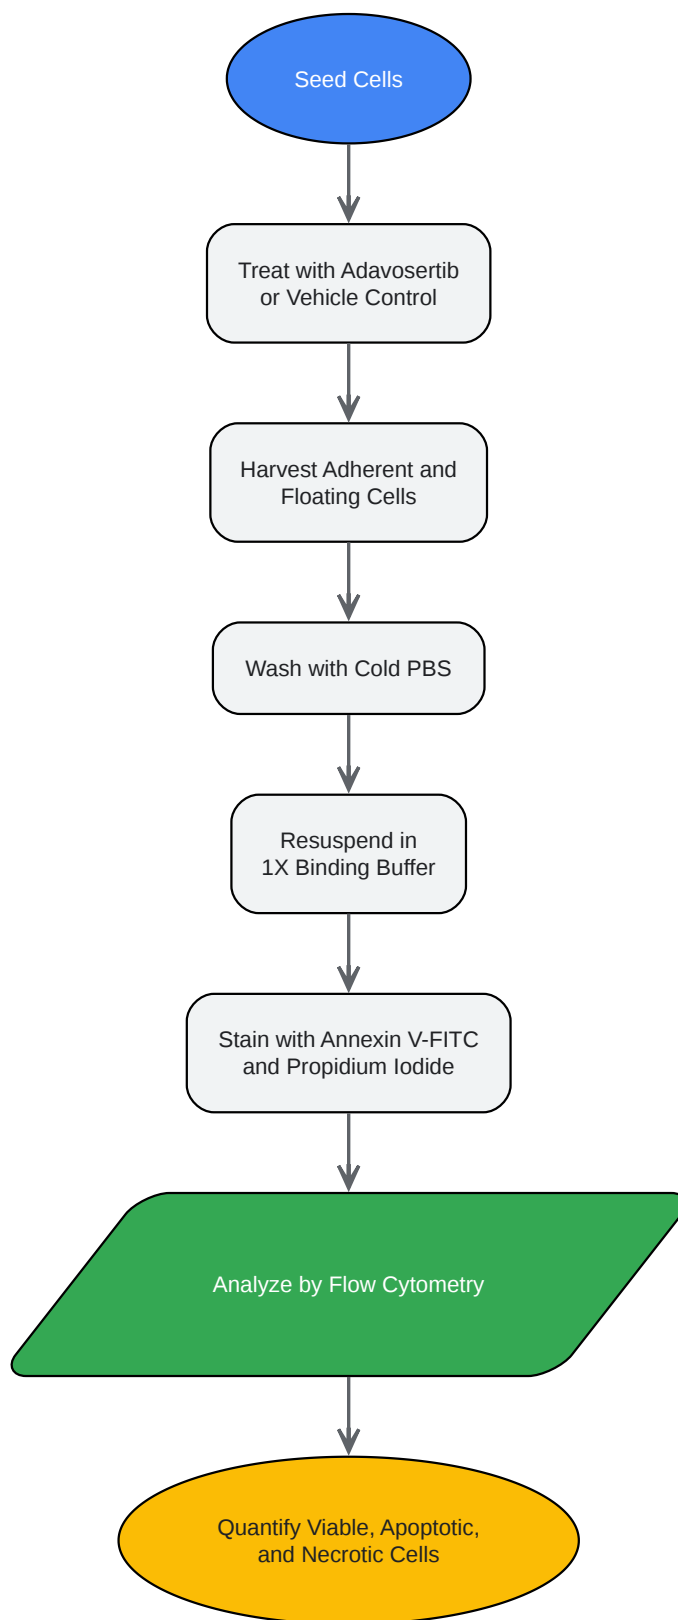 Seed Cells
Treat with Adavosertib
or Vehicle Control
Harvest Adherent and
Floating Cells
Wash with Cold PBS
Resuspend in
1X Binding Buffer
Stain with Annexin V-FITC
and Propidium Iodide
Analyze by Flow Cytometry
Quantify Viable, Apoptotic,
and Necrotic Cells